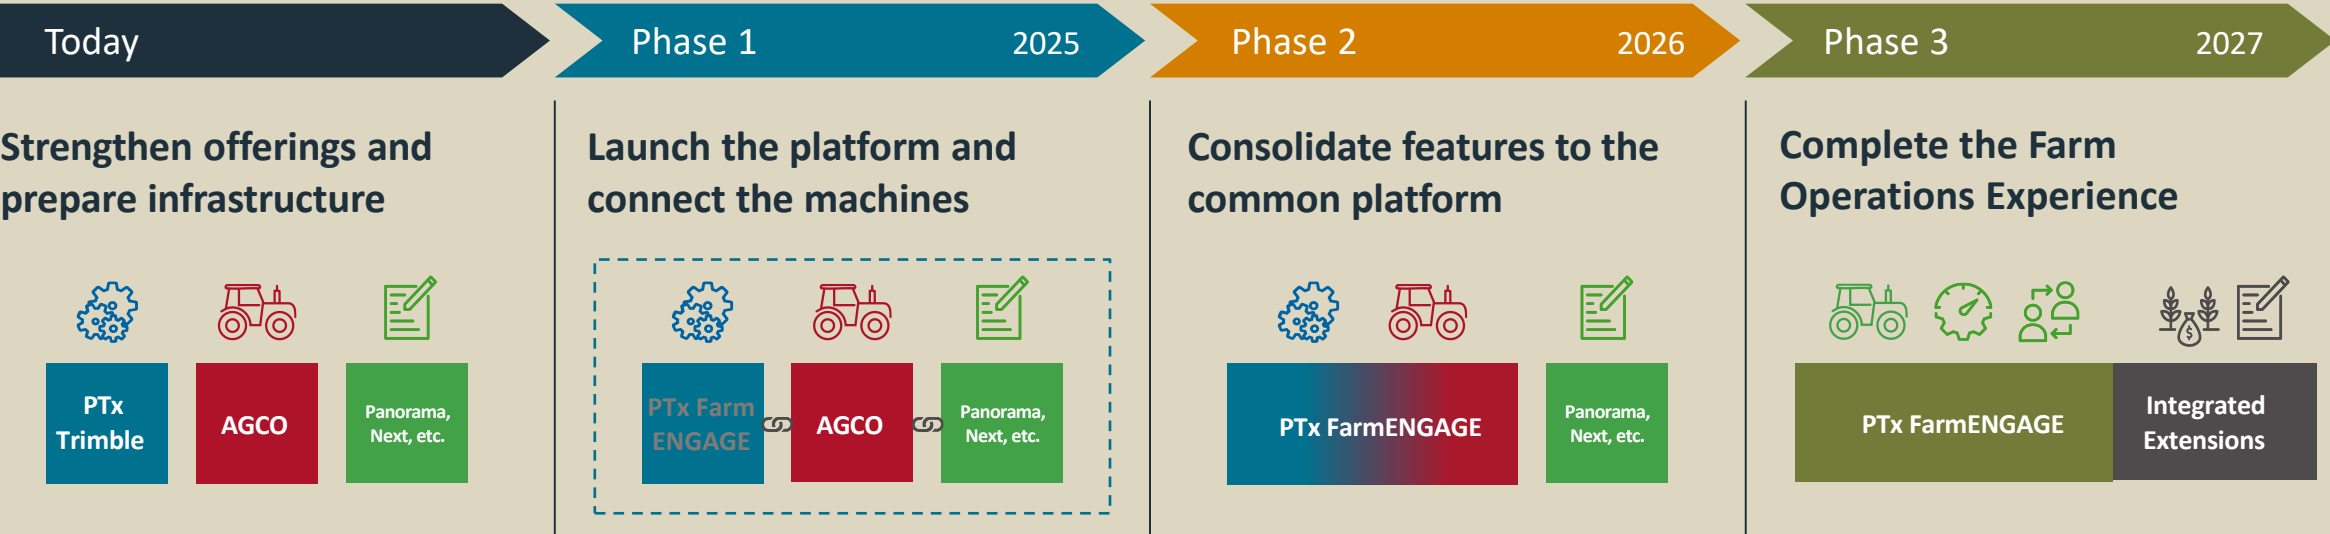 Today
Phase 1 2025
Phase 2 2026
Phase 3 2027
Strengthen offerings and
prepare infrastructure
Launch the platform and
connect the machines
Consolidate features to the
common platform
Complete the Farm
Operations Experience
PTx
Trimble
AGCO
Panorama,
Next, etc.
PTx Farm
ENGAGE
AGCO
Panorama,
Next, etc.
PTx FarmENGAGE
Panorama,
Next, etc.
$
PTx FarmENGAGE
Integrated
Extensions